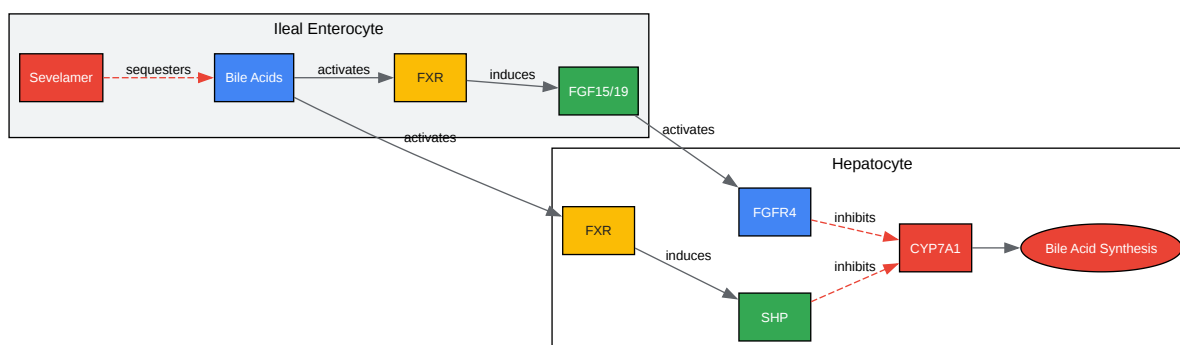 Ileal Enterocyte
Sevelamer
sequesters
Bile Acids
activates
FXR
induces
FGF15/19
activates
activates
Hepatocyte
FXR
induces
FGFR4
inhibits
CYP7A1
Bile Acid Synthesis
inhibits
SHP